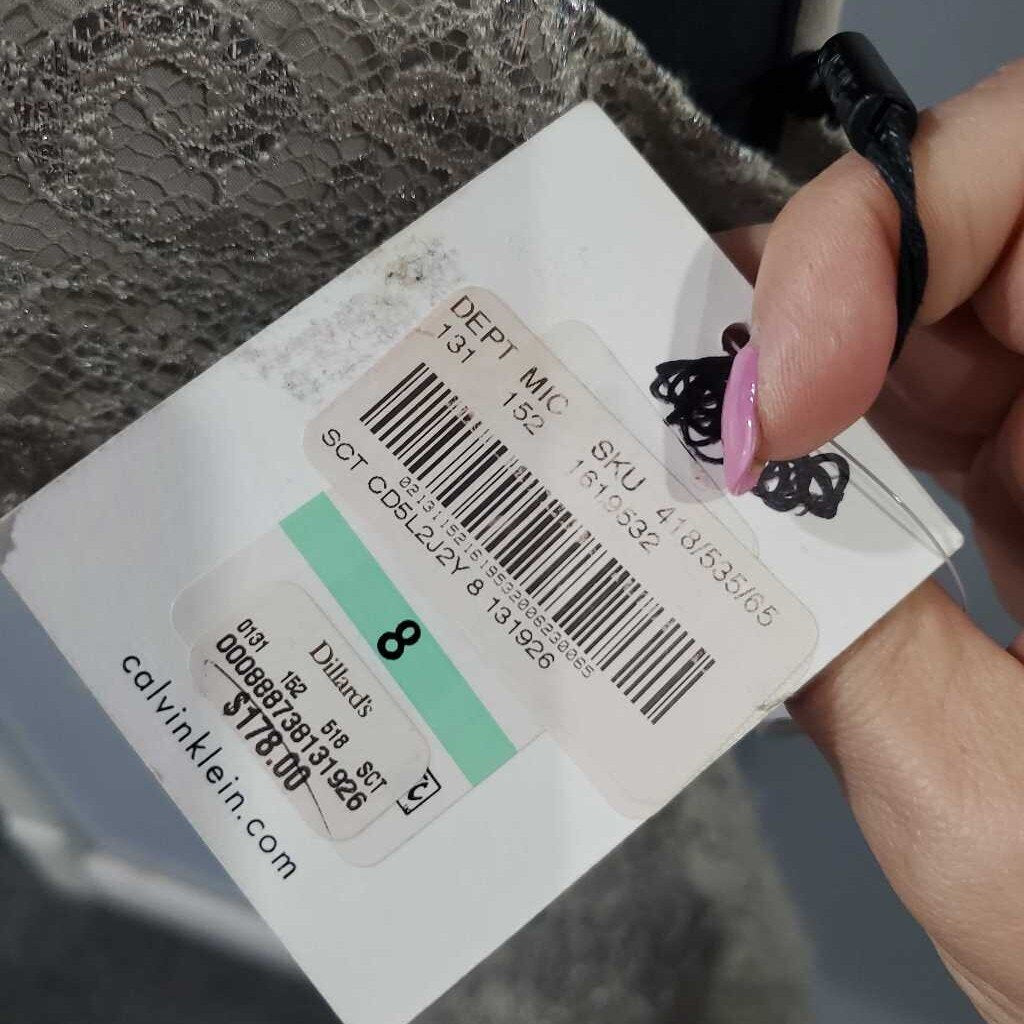 DEPT MIC SKU 418/535/65
131 152 1619532
021311521619532006230065
SCT CD5L2J2Y 8 131926
8
Dillard's
0131 152 518 SCT
000888738131926
$178.00
calvinklein.com